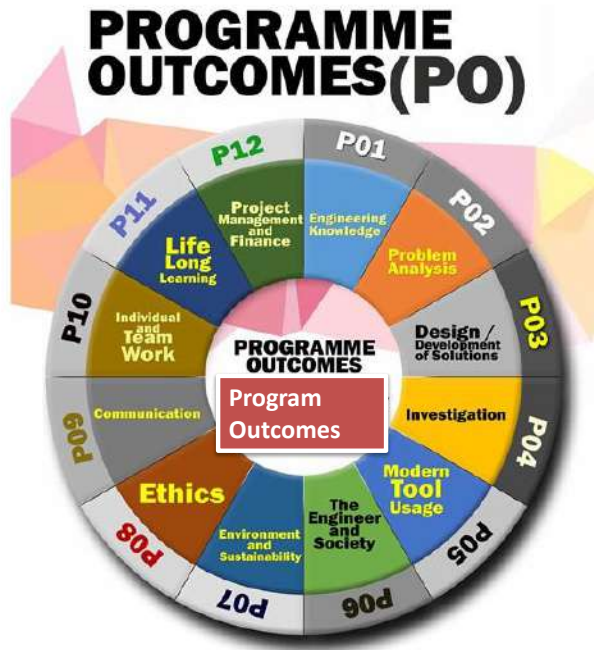 PROGRAMME
OUTCOMES(PO)
P01
Engineering
Knowledge
P02
Problem
Analysis
P03
Design /
Development
of Solutions
P04
Investigation
P05
Modern
Tool
Usage
P06
The
Engineer
and
Society
P07
Environment
and
Sustainability
P08
Ethics
P09
Communication
P10
Individual
and
Team
Work
P11
Life
Long
Learning
P12
Project
Management
and
Finance
PROGRAMME
OUTCOMES
Program
Outcomes